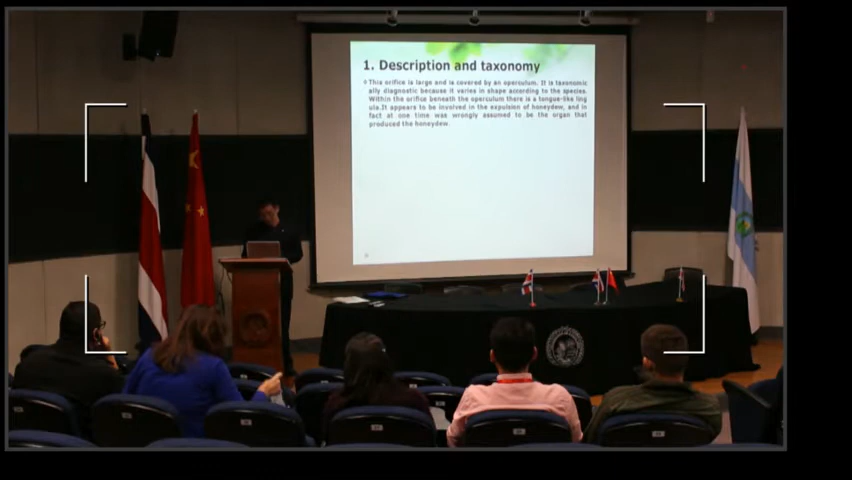 1. Description and taxonomy
This orifice is large and is covered by an operculum. It is taxonomic
ally diagnostic because it varies in shape according to the species.
Within the orifice beneath the operculum there is a tongue-like ling
ula.It appears to be involved in the expulsion of honeydew, and in
fact at one time was wrongly assumed to be the organ that
produced the honeydew.